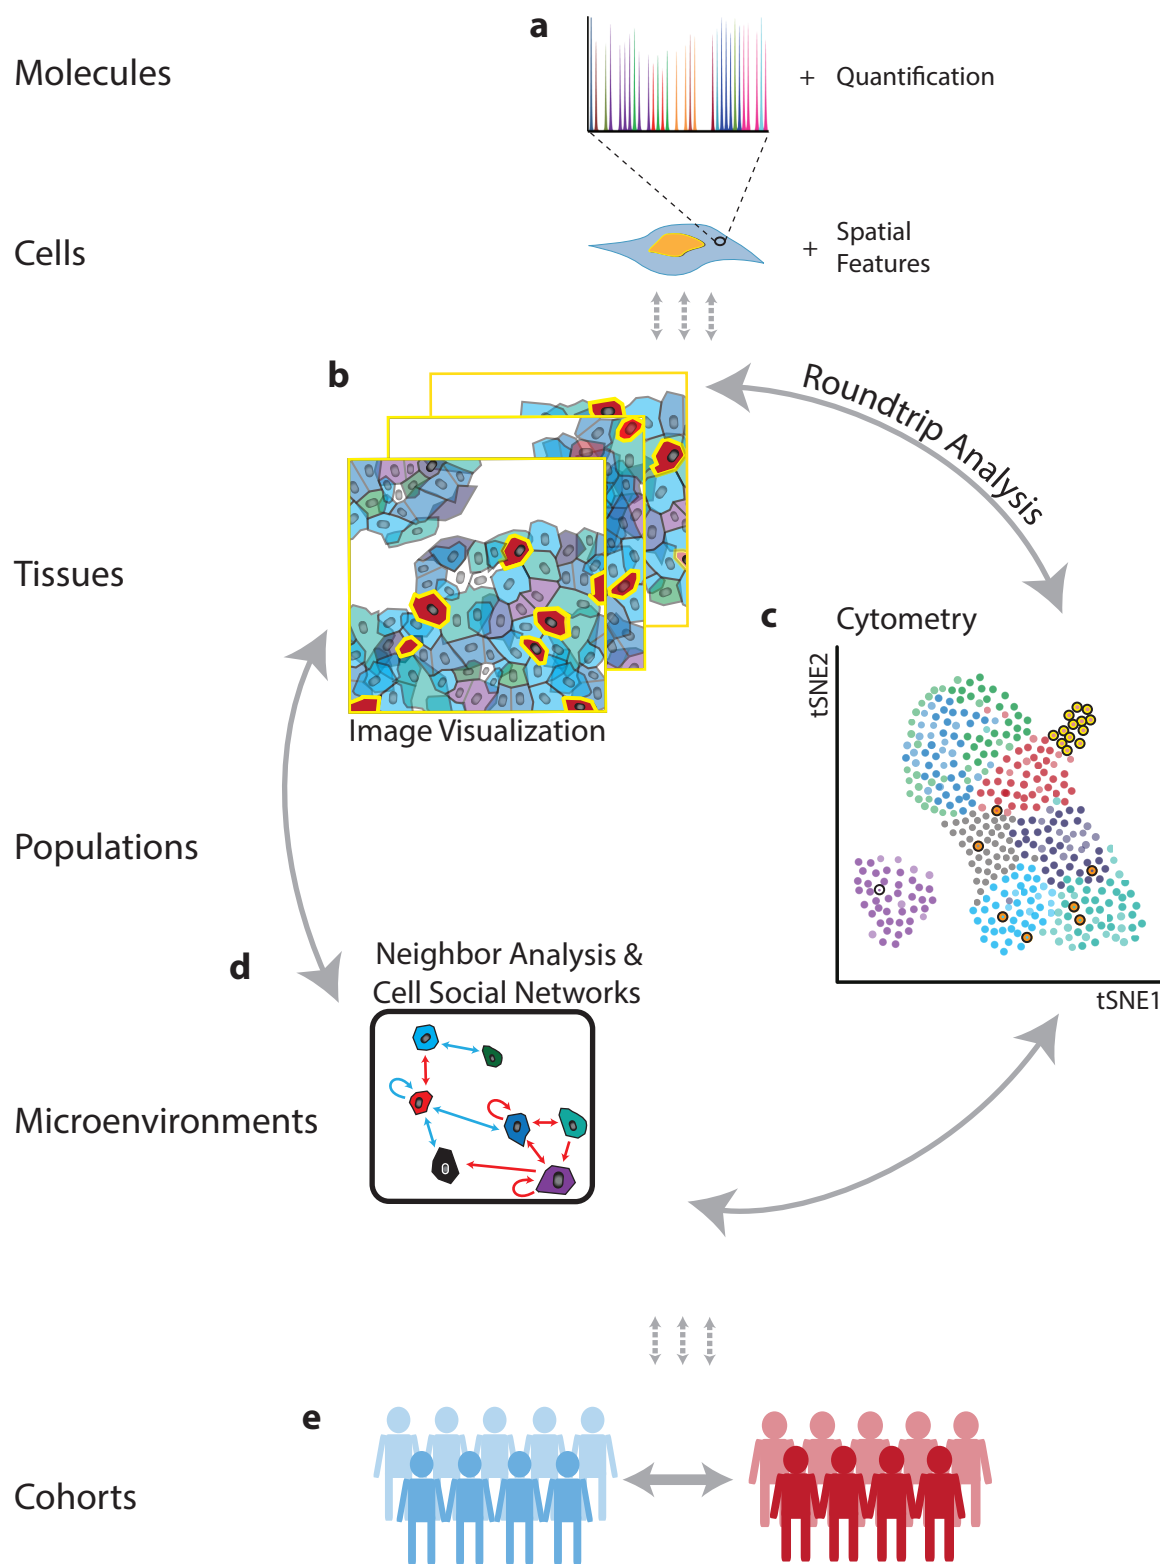 a
Molecules
+ Quantification
Cells
+ Spatial
Features
b
Roundtrip Analysis
Tissues
c Cytometry
tSNE2
Image Visualization
Populations
d
Neighbor Analysis &
Cell Social Networks
tSNE1
Microenvironments
e
Cohorts